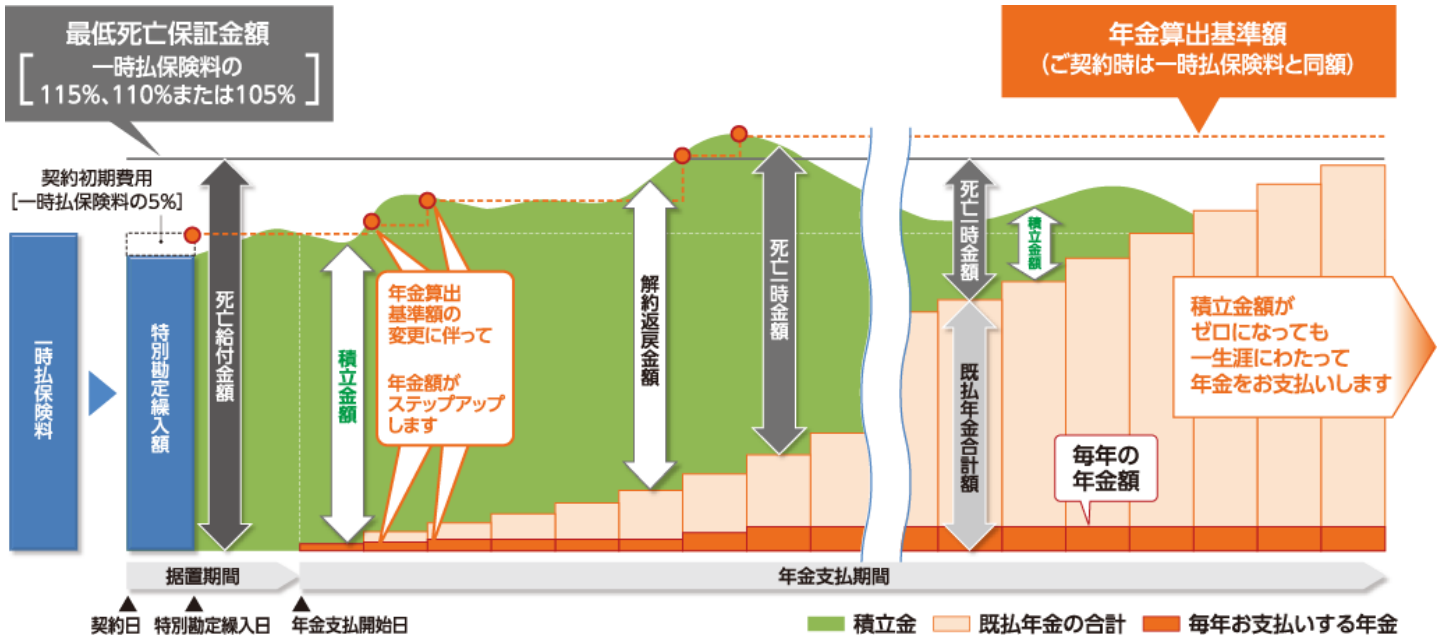 最低死亡保証金額
一時払保険料の
115%、110%または105%
年金算出基準額
(ご契約時は一時払保険料と同額)
契約初期費用
[一時払保険料の5%]
一時払保険料
特別勘定繰入額
死亡給付金額
積立金額
年金算出
基準額の
変更に伴って
年金額が
ステップアップ
します
解約返戻金額
死亡一時金額
死亡一時金額
積立金額
既払年金合計額
積立金額が
ゼロになっても
一生涯にわたって
年金をお支払いします
毎年の
年金額
据置期間
年金支払期間
契約日
特別勘定繰入日
年金支払開始日
積立金
既払年金の合計
毎年お支払いする年金